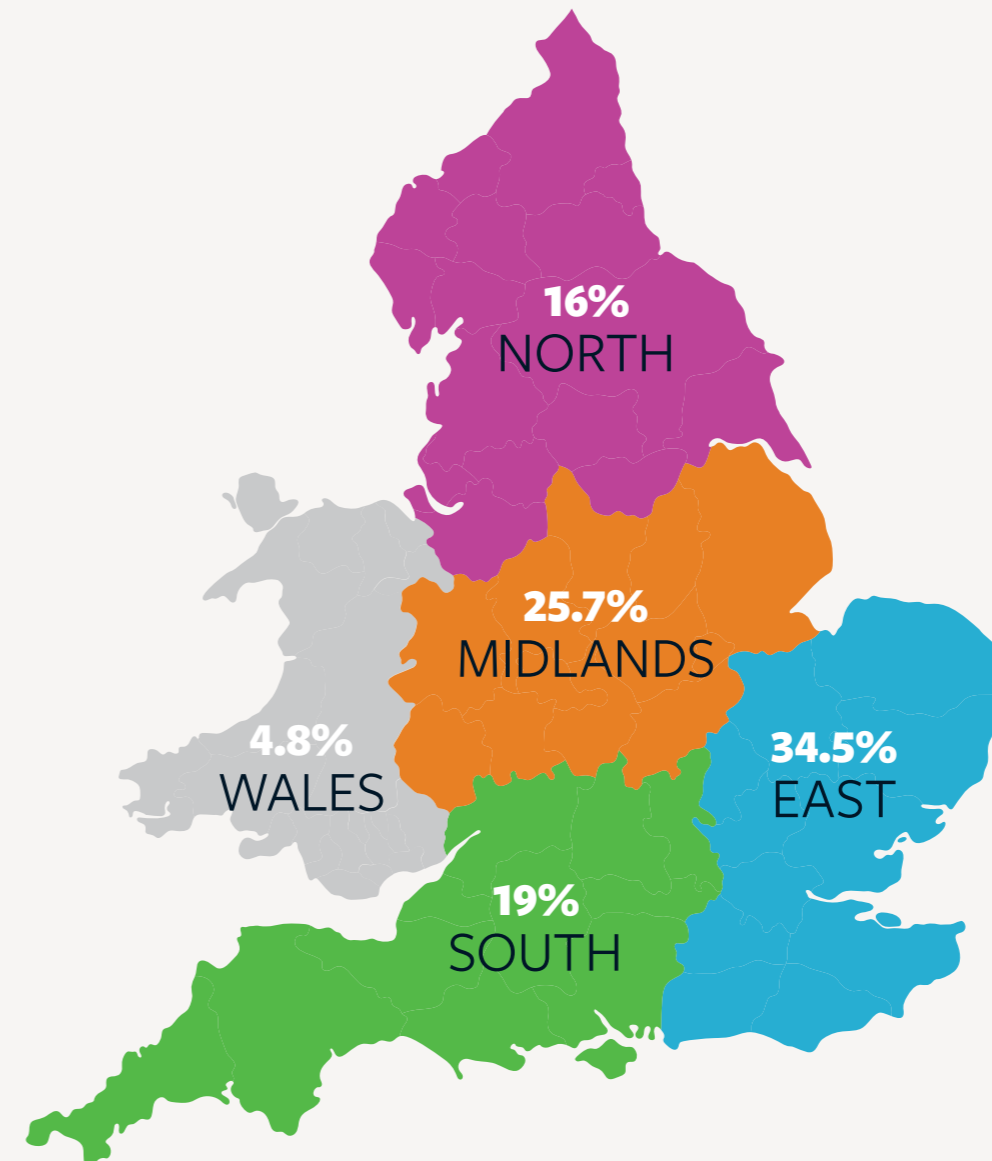 16%
NORTH
25.7%
MIDLANDS
4.8%
WALES
34.5%
EAST
19%
SOUTH